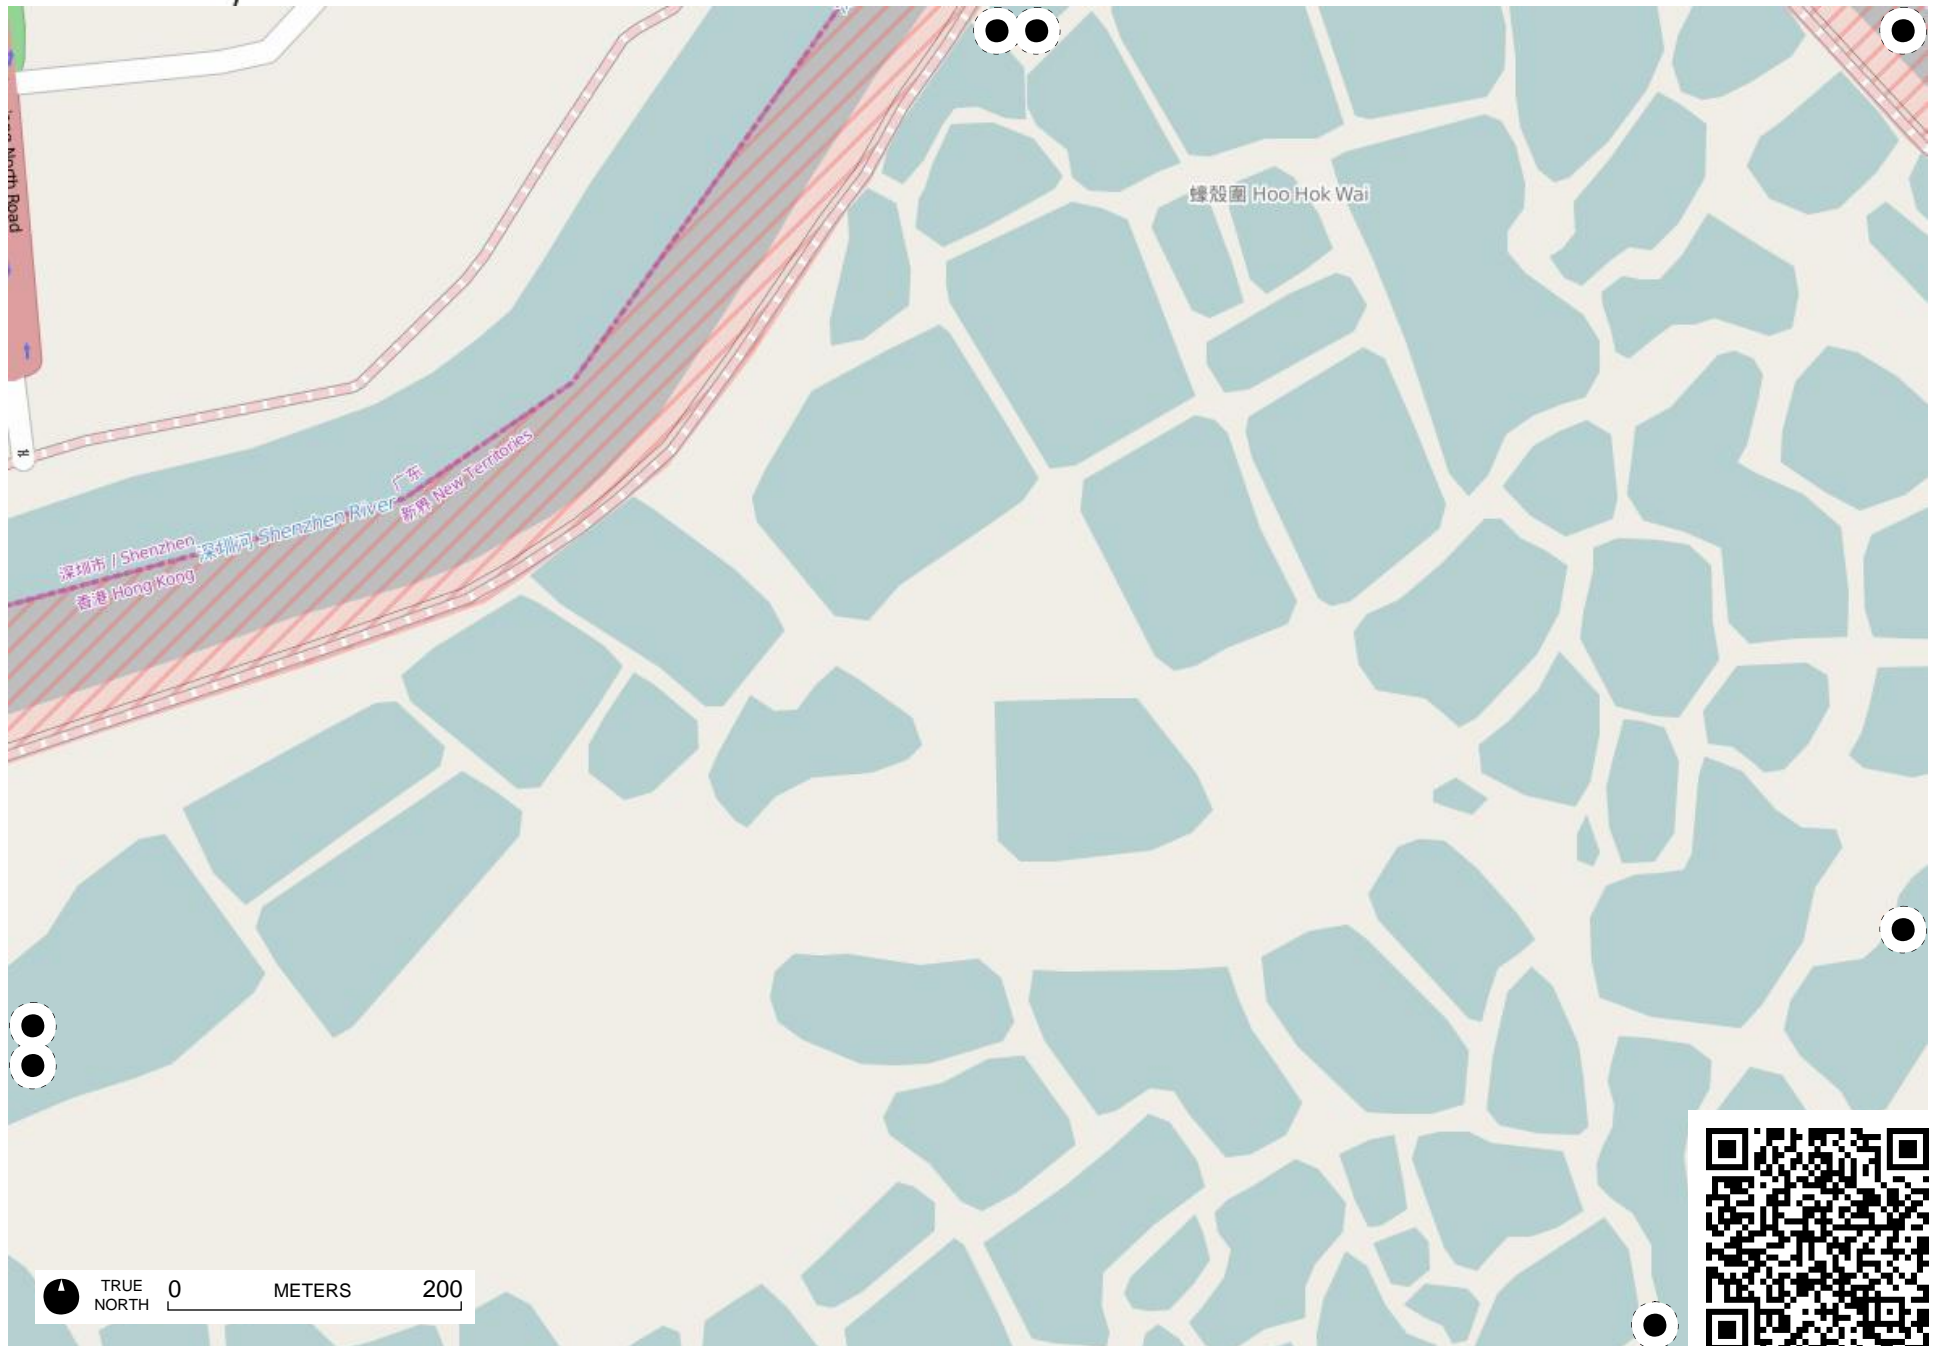 North Road
蠔殼圍 Hoo Hok Wai
广东
新界 New Territories
深圳河 Shenzhen River
深圳市 / Shenzhen
香港 Hong Kong
TRUE NORTH
0 METERS 200